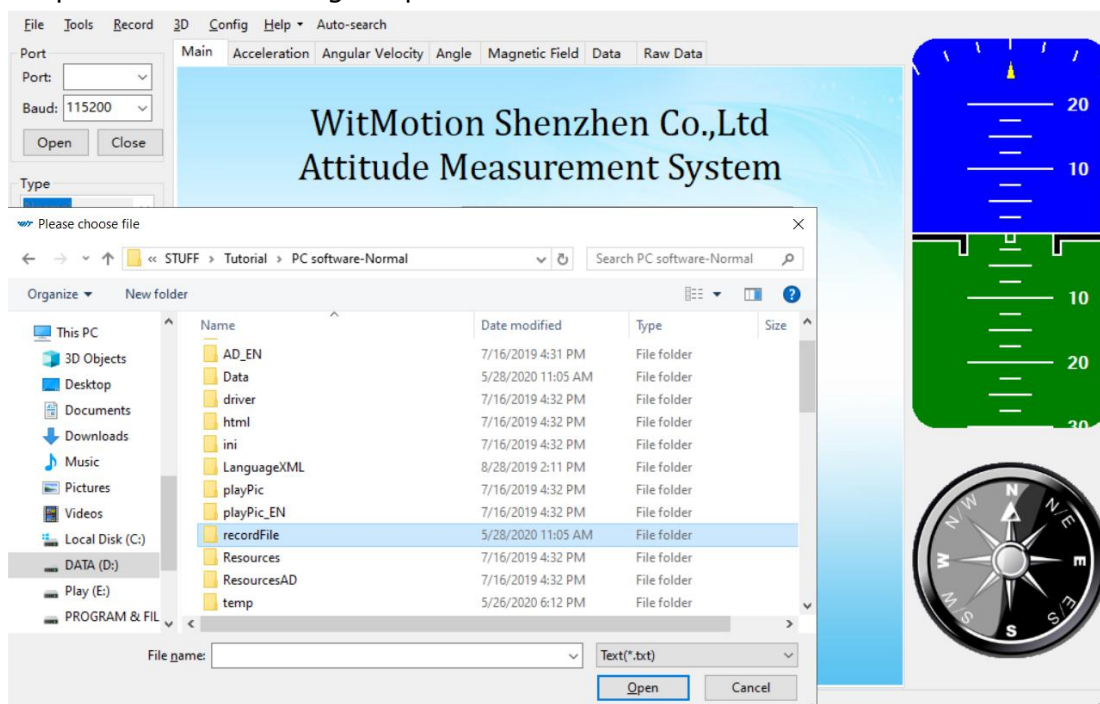 File Tools Record 3D Config Help Auto-search
Port
Port:
Baud: 115200
Open Close
Type
Main Acceleration Angular Velocity Angle Magnetic Field Data Raw Data
WitMotion Shenzhen Co.,Ltd
Attitude Measurement System
20
10
10
20
30
Please choose file
« STUFF › Tutorial › PC software-Normal
Search PC software-Normal
Organize New folder
This PC
3D Objects
Desktop
Documents
Downloads
Music
Pictures
Videos
Local Disk (C:)
DATA (D:)
Play (E:)
PROGRAM & FIL
Name Date modified Type Size
AD_EN 7/16/2019 4:31 PM File folder
Data 5/28/2020 11:05 AM File folder
driver 7/16/2019 4:32 PM File folder
html 7/16/2019 4:32 PM File folder
ini 7/16/2019 4:32 PM File folder
LanguageXML 8/28/2019 2:11 PM File folder
playPic 7/16/2019 4:32 PM File folder
playPic_EN 7/16/2019 4:32 PM File folder
recordFile 5/28/2020 11:05 AM File folder
Resources 7/16/2019 4:32 PM File folder
ResourcesAD 7/16/2019 4:32 PM File folder
temp 5/26/2020 6:12 PM File folder
File name:
Text(*.txt)
Open Cancel
N
N/E
E
E/S
S
W/S
W
N/W